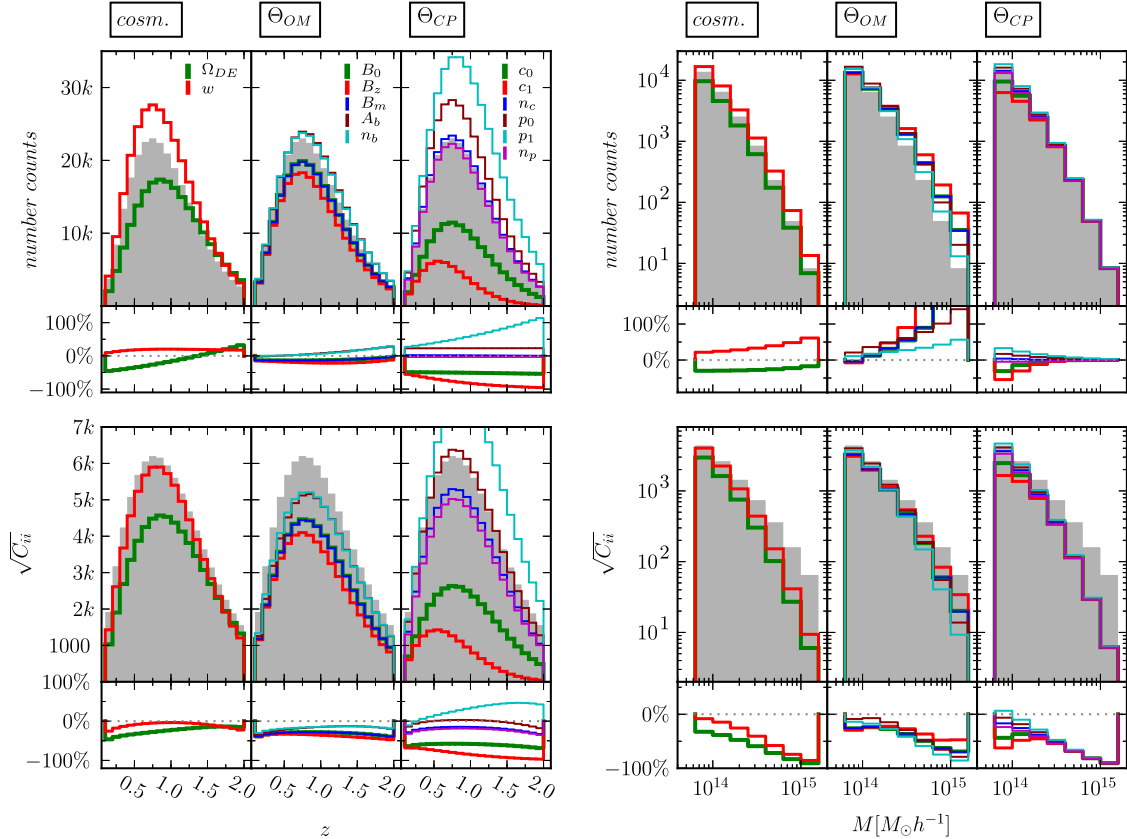 cosm. Θ_OM Θ_CP cosm. Θ_OM Θ_CP
Ω_DE
w
B_0
B_z
B_m
A_b
n_b
c_0
c_1
n_c
p_0
p_1
n_p
number counts
30k
20k
10k
100%
0%
−100%
number counts
10^4
10^3
10^2
10^1
100%
0%
√C_ii
7k
6k
5k
4k
3k
2k
1000
100%
0%
−100%
0.5 1.0 1.5 2.0 0.5 1.0 1.5 2.0 0.5 1.0 1.5 2.0
z
√C_ii
10^3
10^2
10^1
0%
−100%
10^14 10^15 10^14 10^15 10^14 10^15
M[M_⊙h^−1]